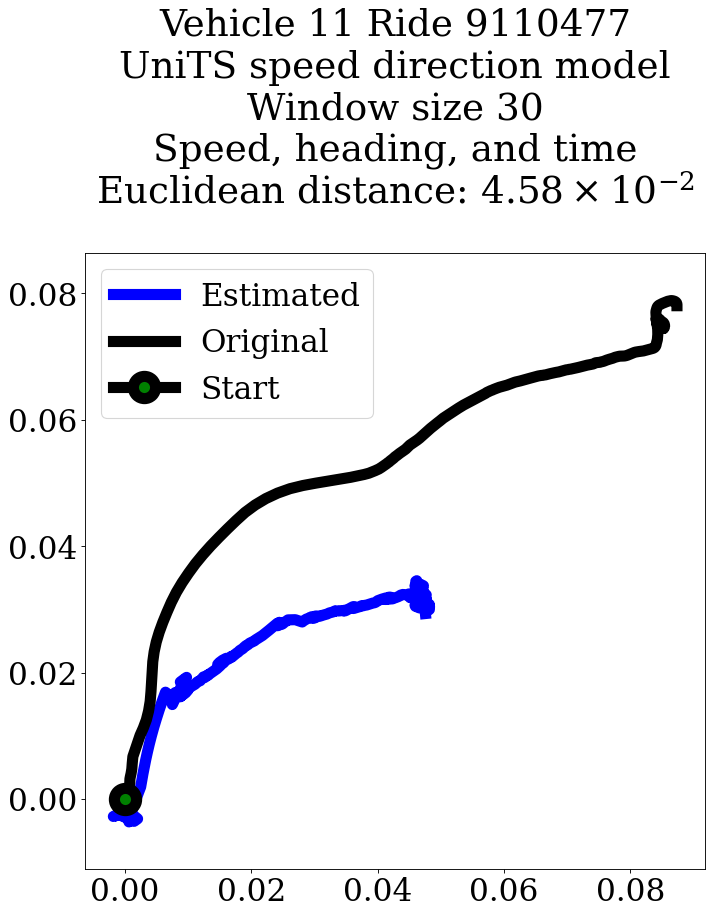 Vehicle 11 Ride 9110477
UniTS speed direction model
Window size 30
Speed, heading, and time
Euclidean distance: 4.58 × 10⁻²
Estimated
Original
Start
0.08
0.06
0.04
0.02
0.00
0.00 0.02 0.04 0.06 0.08